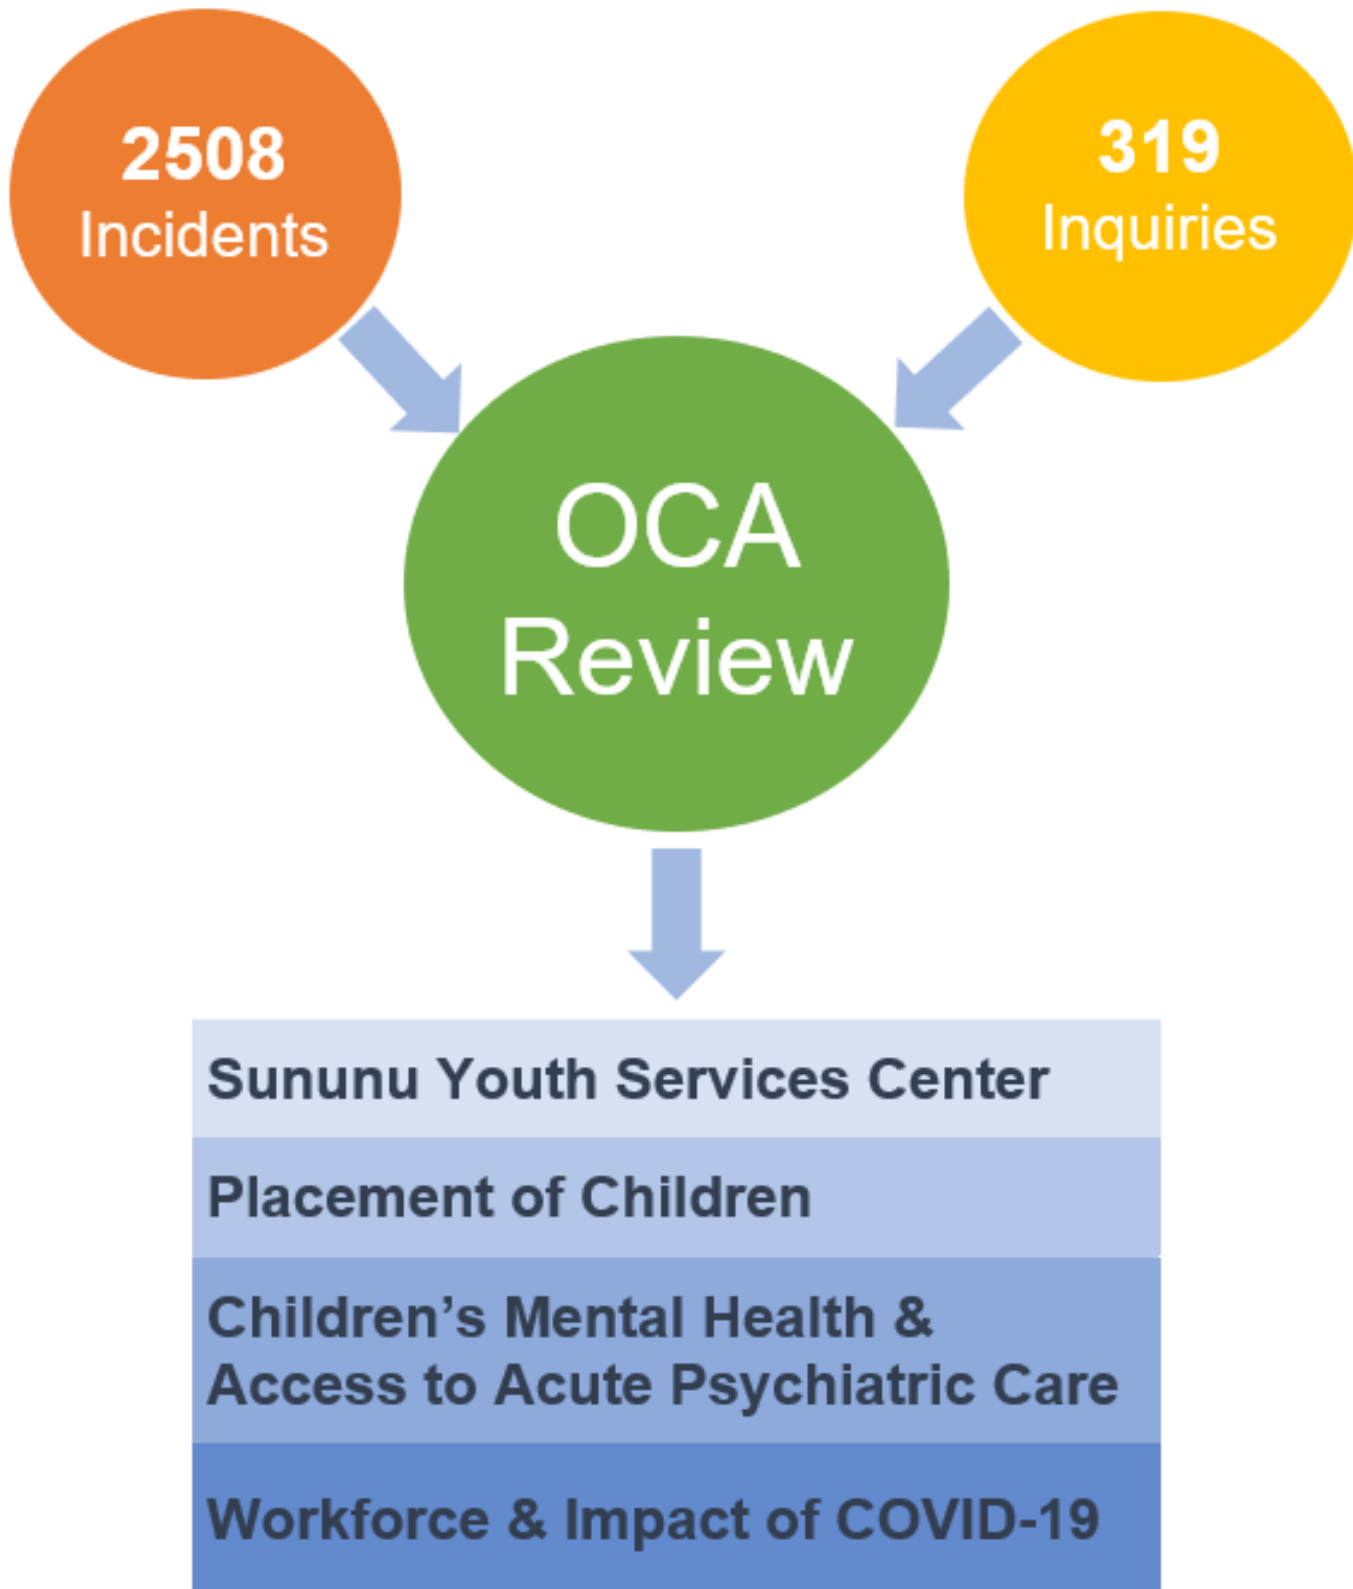 2508
Incidents
319
Inquiries
OCA
Review
Sununu Youth Services Center
Placement of Children
Children’s Mental Health &
Access to Acute Psychiatric Care
Workforce & Impact of COVID-19